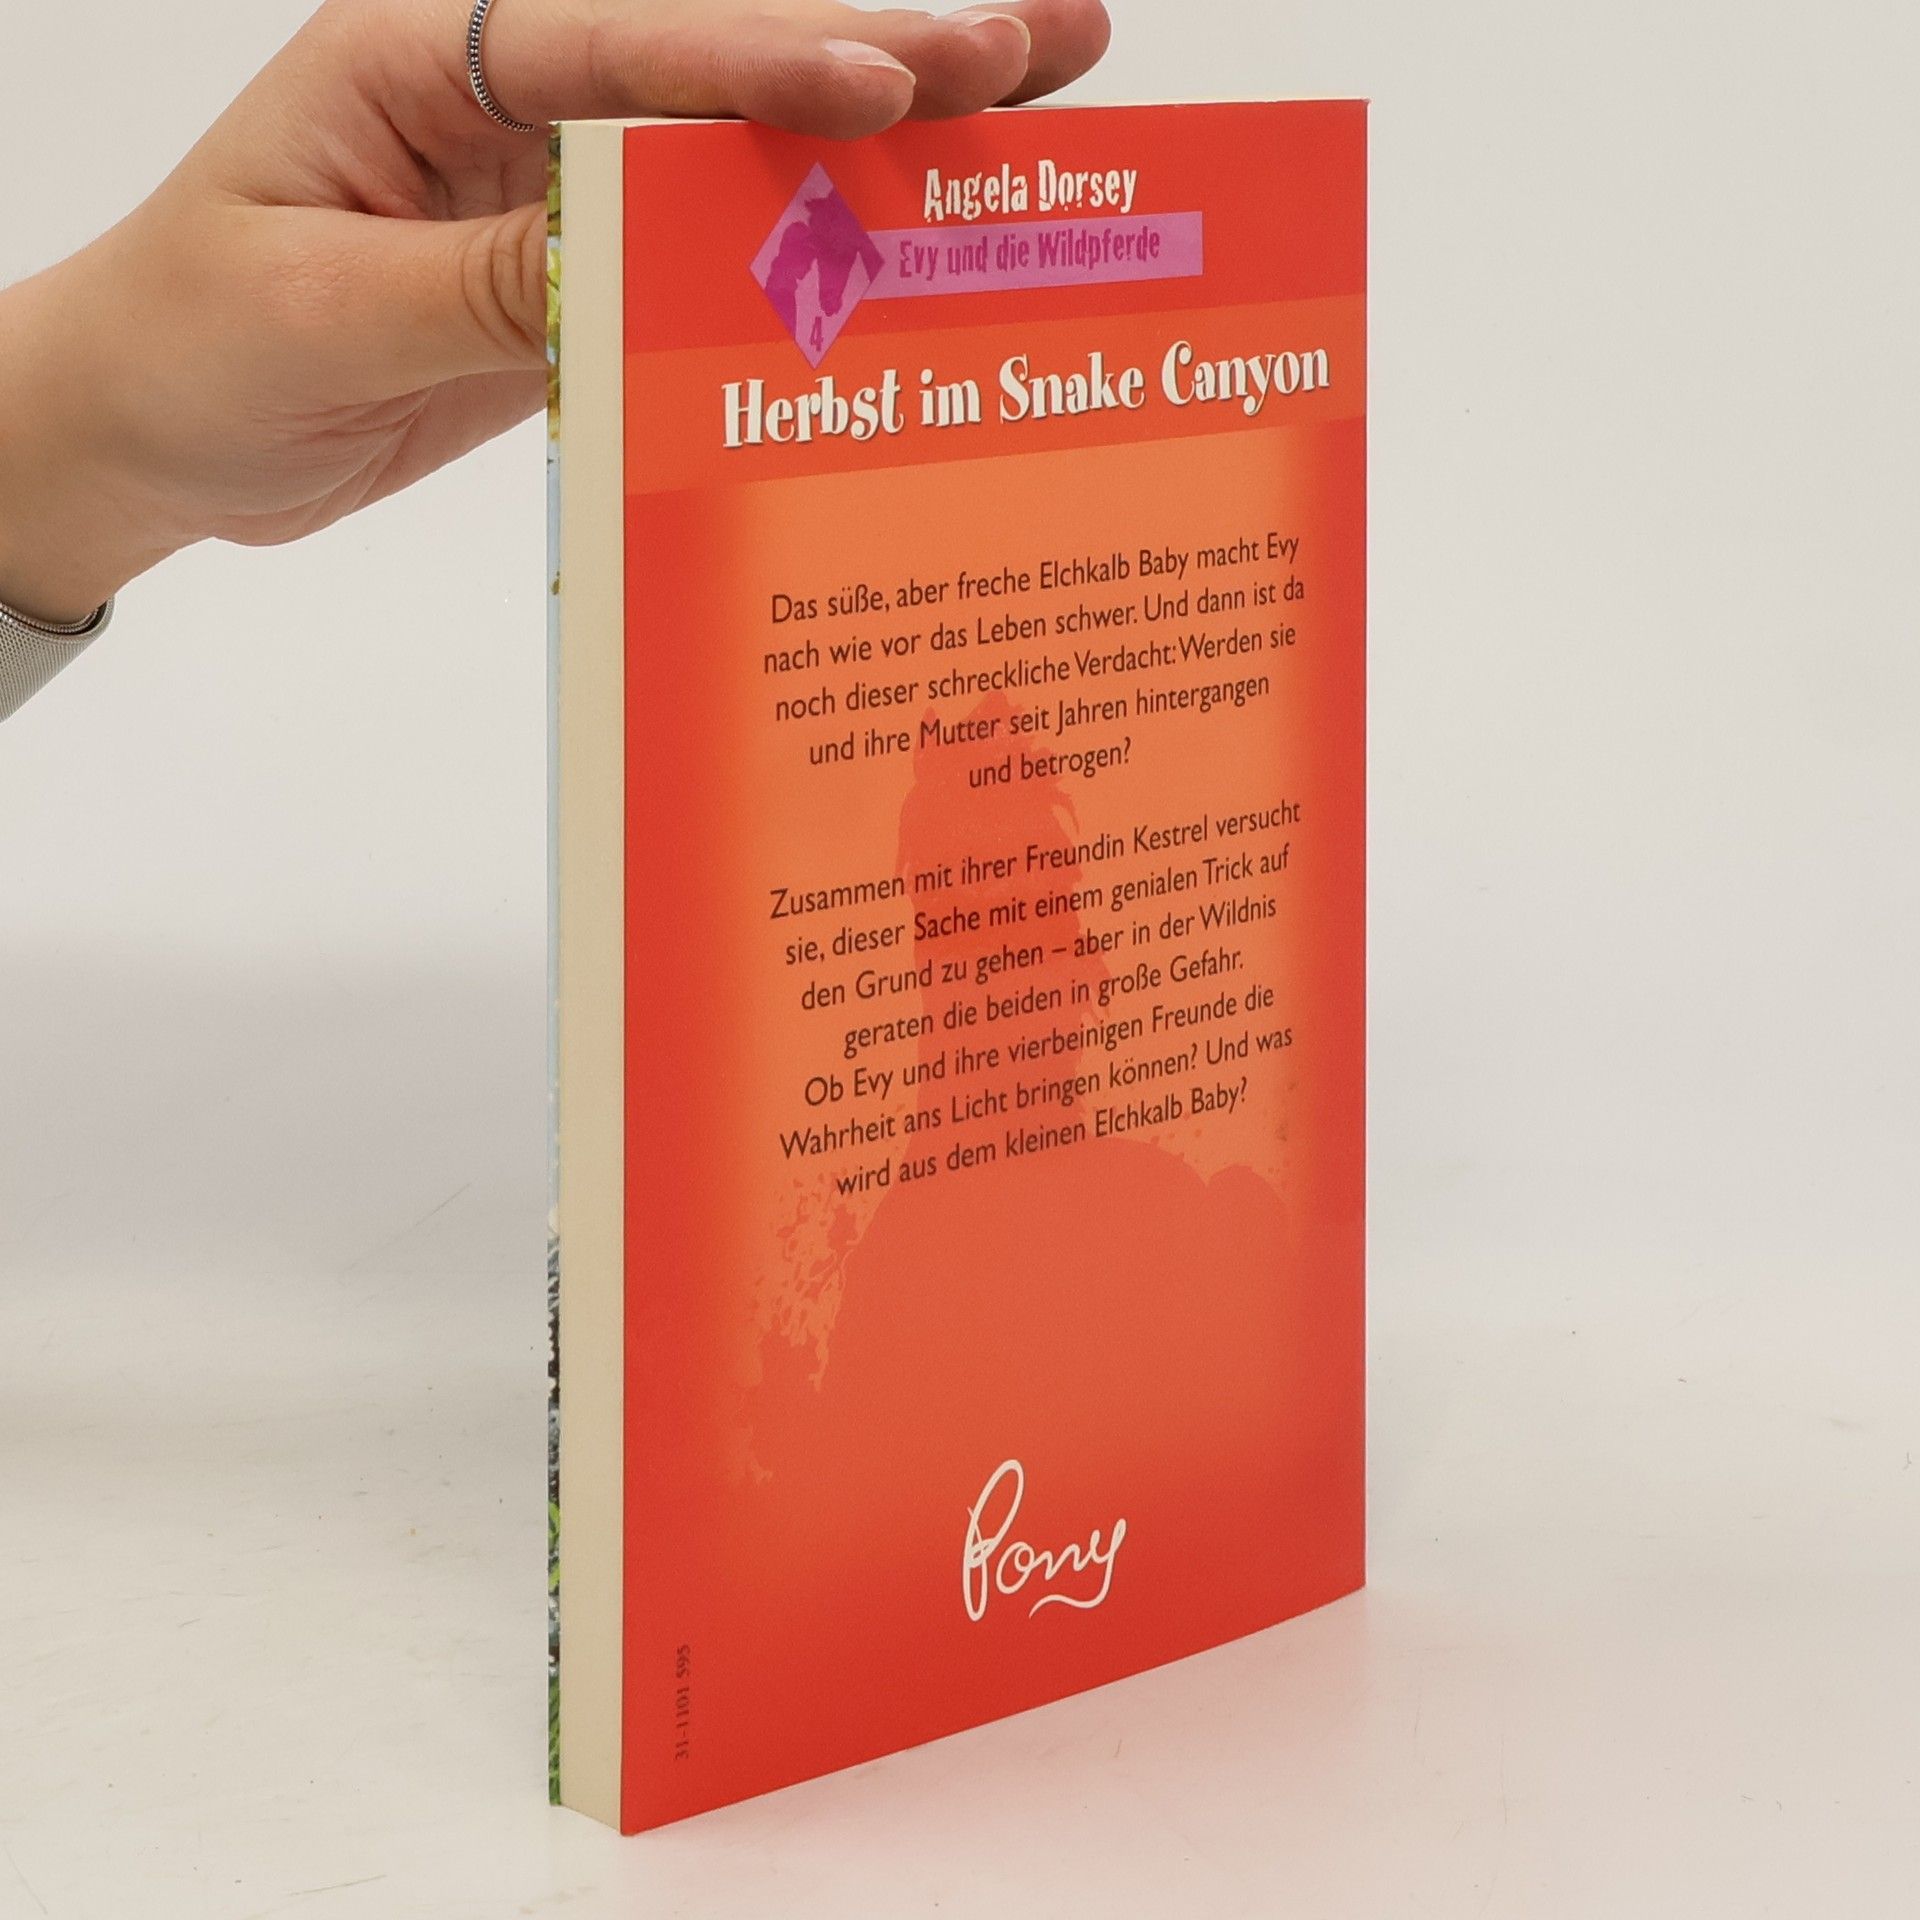 Angela Dorsey
Evy und die Wildpferde
4
Herbst im Snake Canyon
Das süße, aber freche Elchkalb Baby macht Evy
nach wie vor das Leben schwer. Und dann ist da
noch dieser schreckliche Verdacht: Werden sie
und ihre Mutter seit Jahren hintergangen
und betrogen?
Zusammen mit ihrer Freundin Kestrel versucht
sie, dieser Sache mit einem genialen Trick auf
den Grund zu gehen – aber in der Wildnis
geraten die beiden in große Gefahr.
Ob Evy und ihre vierbeinigen Freunde die
Wahrheit ans Licht bringen können? Und was
wird aus dem kleinen Elchkalb Baby?
Pony
31-1101 595